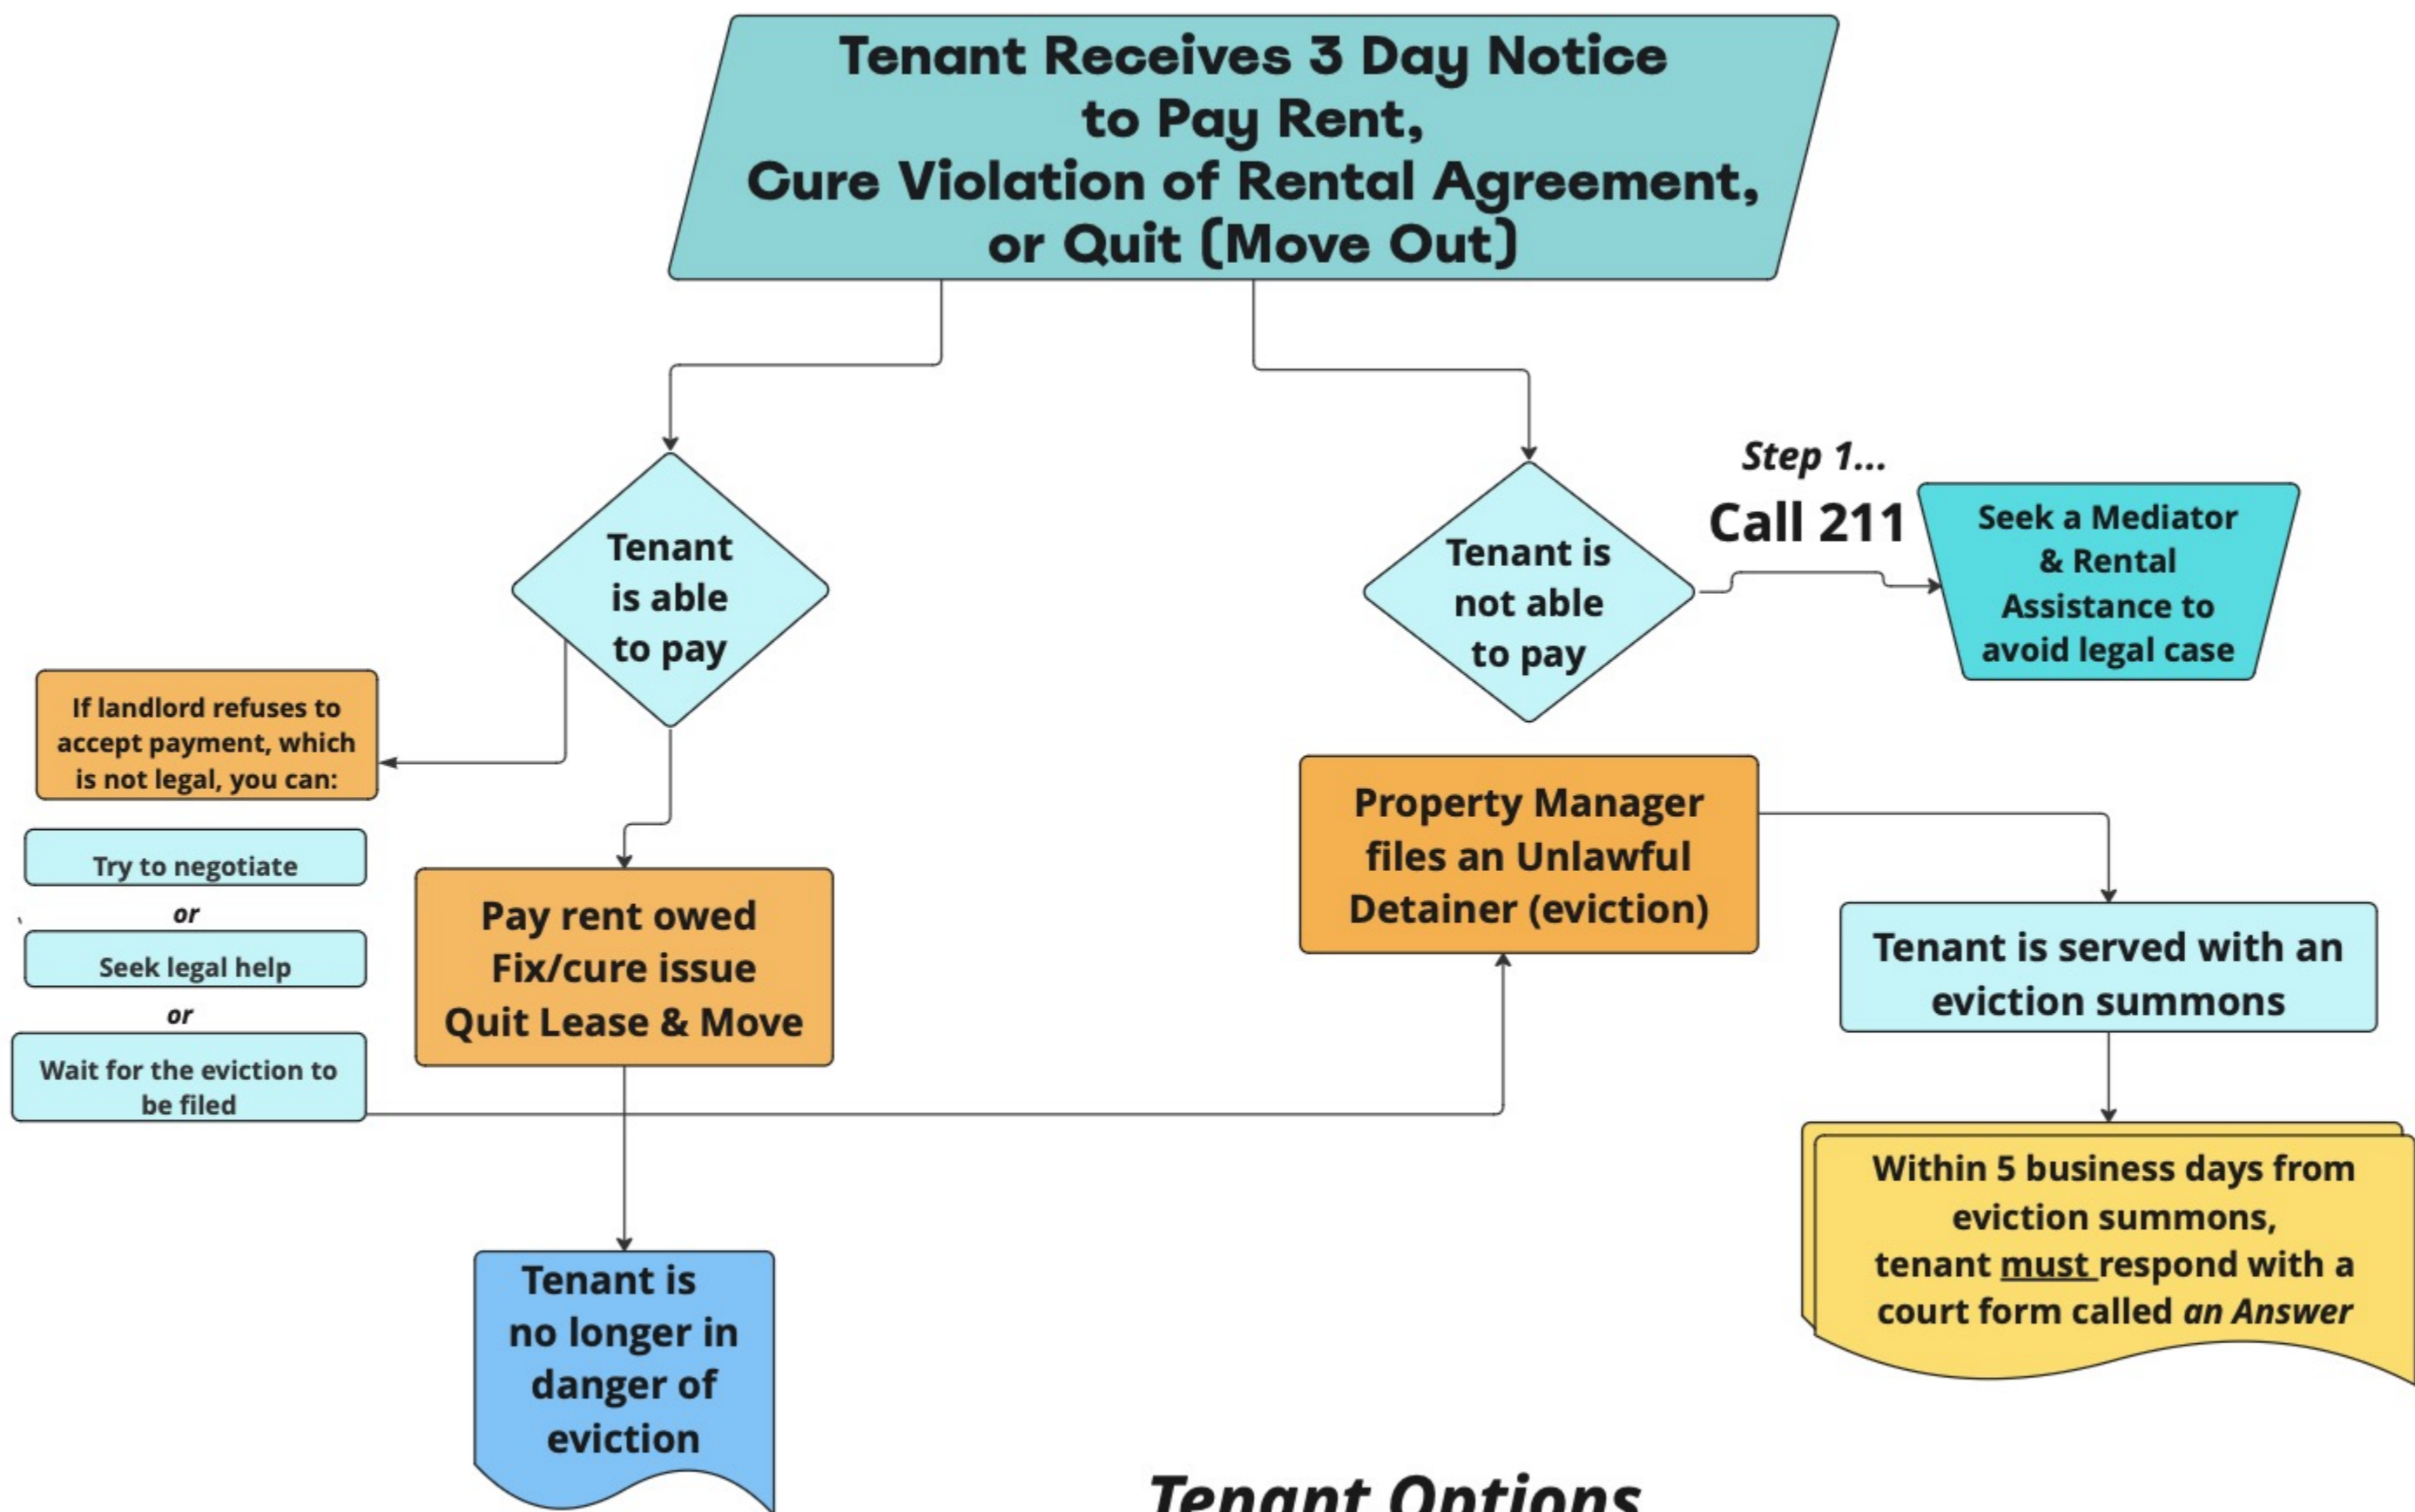 Tenant Receives 3 Day Notice
to Pay Rent,
Cure Violation of Rental Agreement,
or Quit (Move Out)
Tenant
is able
to pay
Tenant is
not able
to pay
Step 1...
Call 211
Seek a Mediator
& Rental
Assistance to
avoid legal case
If landlord refuses to
accept payment, which
is not legal, you can:
Try to negotiate
or
Seek legal help
or
Wait for the eviction to
be filed
Pay rent owed
Fix/cure issue
Quit Lease & Move
Property Manager
files an Unlawful
Detainer (eviction)
Tenant is served with an
eviction summons
Within 5 business days from
eviction summons,
tenant must respond with a
court form called an Answer
Tenant is
no longer in
danger of
eviction
Tenant Options